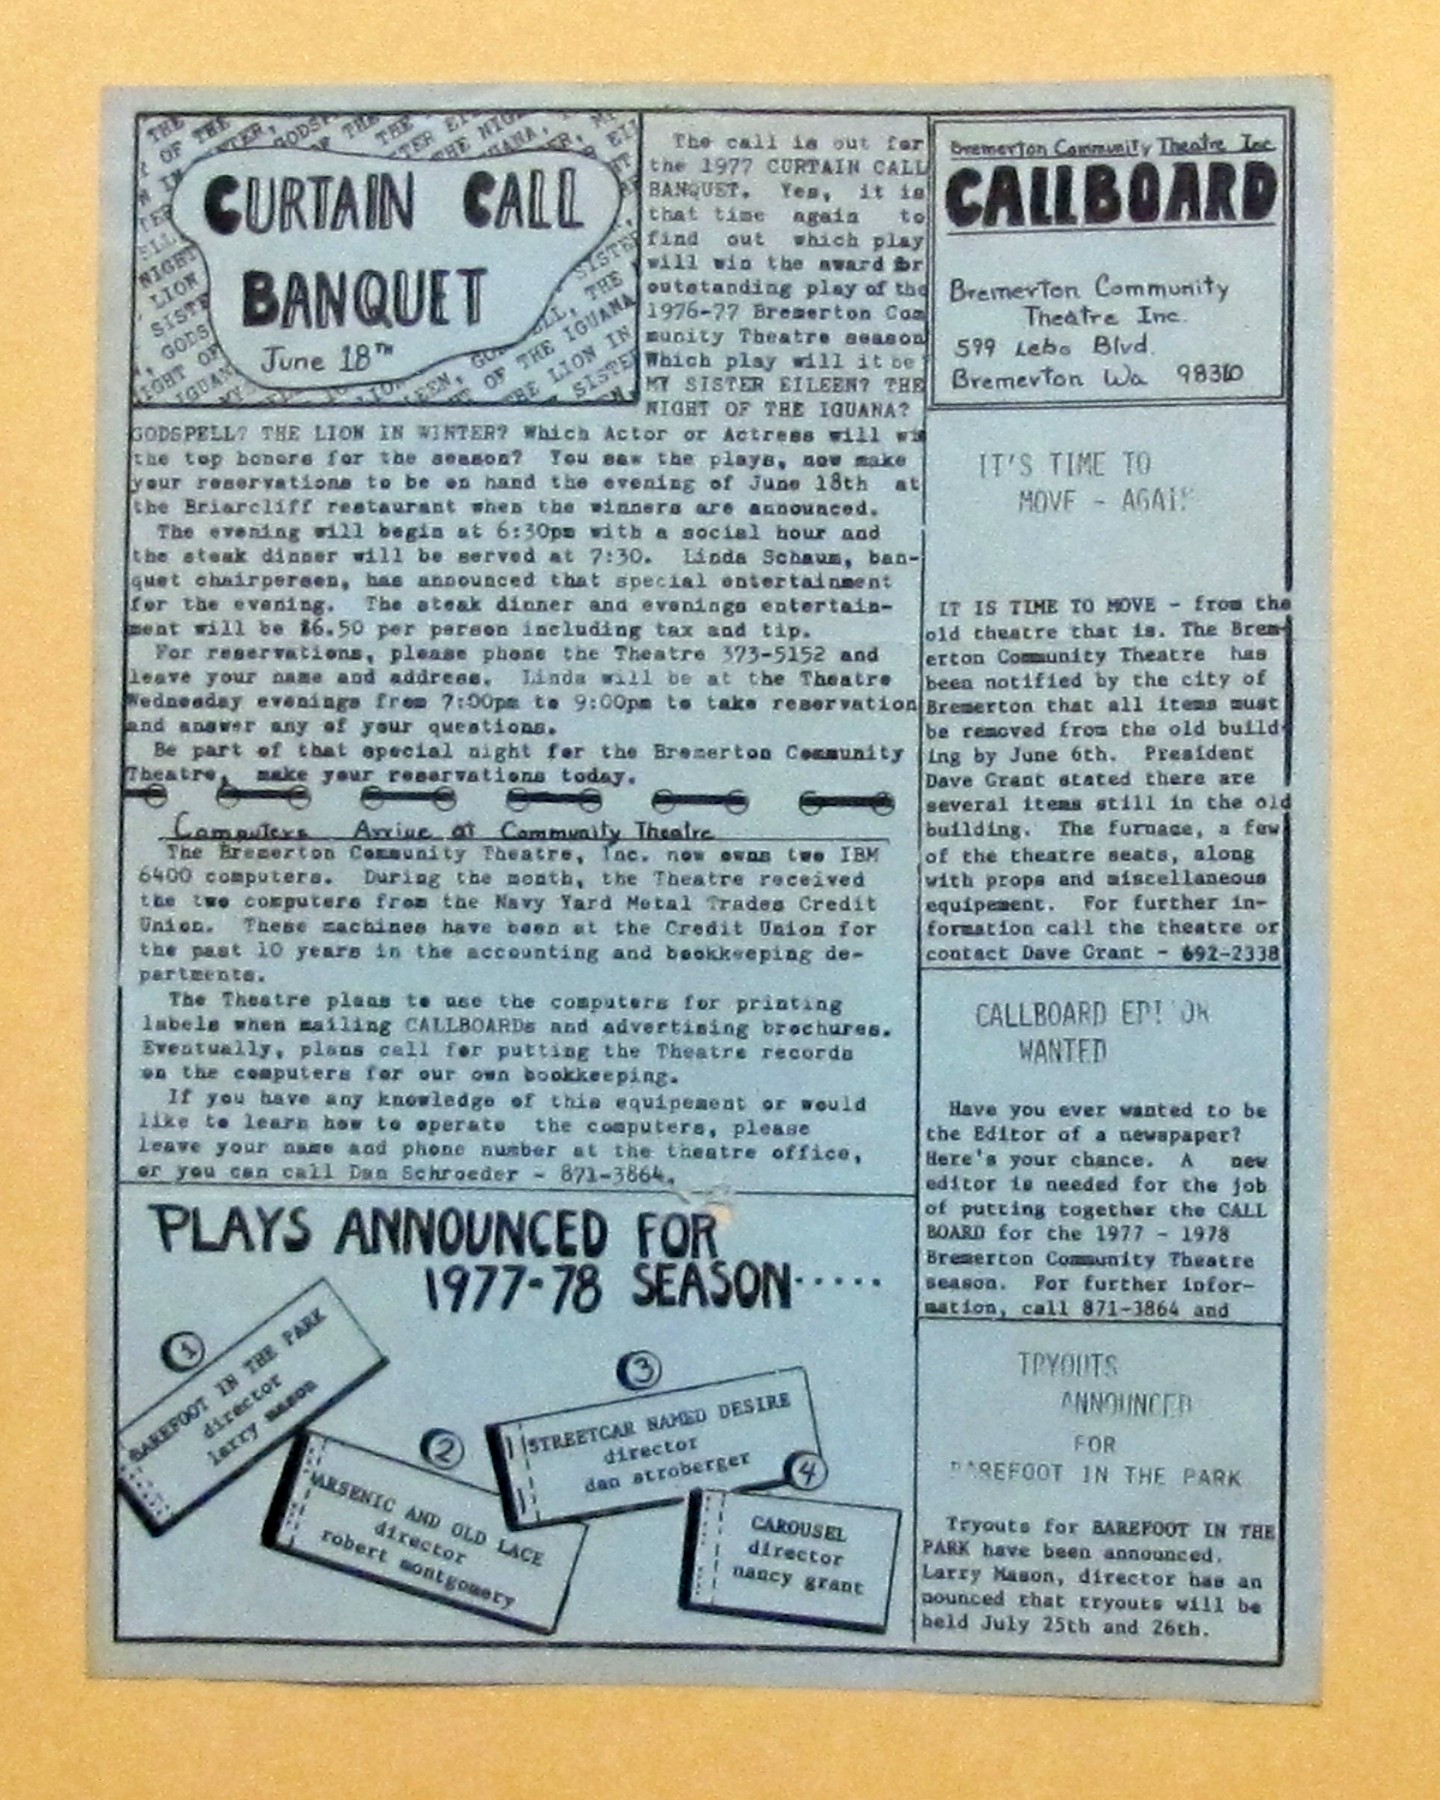 CURTAIN CALL
BANQUET
June 18TH
The call is out for
the 1977 CURTAIN CALL
BANQUET. Yes, it is
that time again to
find out which play
will win the award for
outstanding play of the
1976-77 Bremerton Com
munity Theatre season
Which play will it be
MY SISTER EILEEN? THE
NIGHT OF THE IGUANA?
GODSPELL? THE LION IN WINTER? Which Actor or Actress will win
the top honors for the season? You saw the plays, now make
your reservations to be on hand the evening of June 18th at
the Briarcliff restaurant when the winners are announced.
The evening will begin at 6:30pm with a social hour and
the steak dinner will be served at 7:30. Linda Schaum, ban-
quet chairperson, has announced that special entertainment
for the evening. The steak dinner and evenings entertain-
ment will be $6.50 per person including tax and tip.
For reservations, please phone the Theatre 373-5152 and
leave your name and address. Linda will be at the Theatre
Wednesday evenings from 7:00pm to 9:00pm to take reservation
and answer any of your questions.
Be part of that special night for the Bremerton Community
Theatre, make your reservations today.
Computers Arrive at Community Theatre
The Bremerton Community Theatre, Inc. now owns two IBM
6400 computers. During the month, the Theatre received
the two computers from the Navy Yard Metal Trades Credit
Union. These machines have been at the Credit Union for
the past 10 years in the accounting and bookkeeping de-
partments.
The Theatre plans to use the computers for printing
labels when mailing CALLBOARDs and advertising brochures.
Eventually, plans call for putting the Theatre records
on the computers for our own bookkeeping.
If you have any knowledge of this equipement or would
like to learn how to operate the computers, please
leave your name and phone number at the theatre office,
or you can call Dan Schroeder - 871-3864.
PLAYS ANNOUNCED FOR
1977-78 SEASON.....
1
BAREFOOT IN THE PARK
director
larry mason
2
ARSENIC AND OLD LACE
director
robert montgomery
3
STREETCAR NAMED DESIRE
director
dan stroberger
4
CAROUSEL
director
nancy grant
Bremerton Community Theatre Inc
CALLBOARD
Bremerton Community
Theatre Inc.
599 Lebo Blvd.
Bremerton Wa 98310
IT'S TIME TO
MOVE - AGAIN
IT IS TIME TO MOVE - from the
old theatre that is. The Brem-
erton Community Theatre has
been notified by the city of
Bremerton that all items must
be removed from the old build-
ing by June 6th. President
Dave Grant stated there are
several items still in the old
building. The furnace, a few
of the theatre seats, along
with props and miscellaneous
equipement. For further in-
formation call the theatre or
contact Dave Grant - 692-2338
CALLBOARD EDITOR
WANTED
Have you ever wanted to be
the Editor of a newspaper?
Here's your chance. A new
editor is needed for the job
of putting together the CALL
BOARD for the 1977 - 1978
Bremerton Community Theatre
season. For further infor-
mation, call 871-3864 and
TRYOUTS
ANNOUNCED
FOR
BAREFOOT IN THE PARK
Tryouts for BAREFOOT IN THE
PARK have been announced.
Larry Mason, director has an
nounced that tryouts will be
held July 25th and 26th.